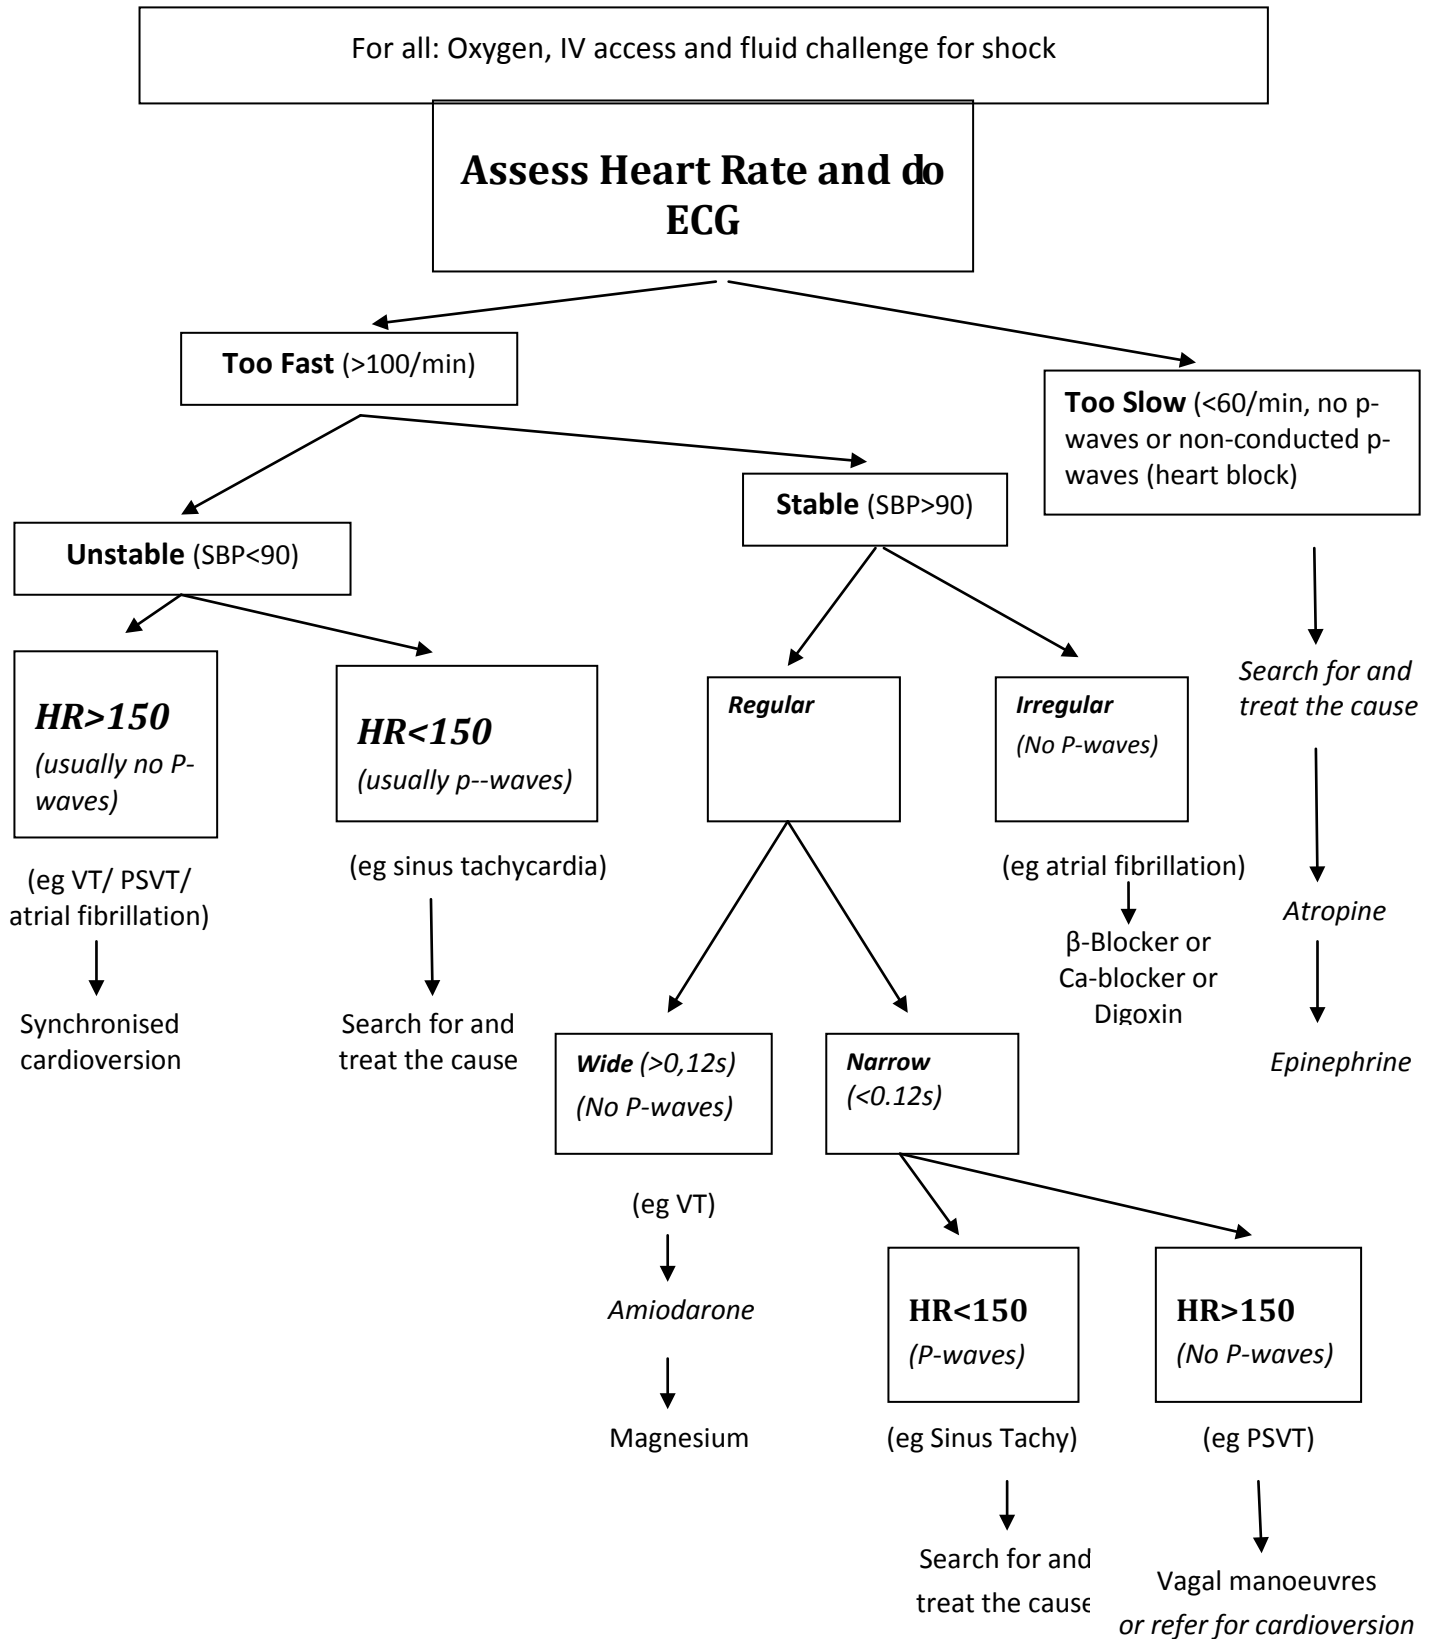 For all: Oxygen, IV access and fluid challenge for shock
Assess Heart Rate and do
ECG
Too Fast (>100/min)
Too Slow (<60/min, no p-
waves or non-conducted p-
waves (heart block)
Stable (SBP>90)
Unstable (SBP<90)
HR>150
(usually no P-
waves)
HR<150
(usually p--waves)
Regular
Irregular
(No P-waves)
Search for and
treat the cause
(eg VT/ PSVT/
atrial fibrillation)
(eg sinus tachycardia)
(eg atrial fibrillation)
Atropine
β-Blocker or
Ca-blocker or
Digoxin
Synchronised
cardioversion
Search for and
treat the cause
Wide (>0,12s)
(No P-waves)
Narrow
(<0.12s)
Epinephrine
(eg VT)
Amiodarone
Magnesium
HR<150
(P-waves)
HR>150
(No P-waves)
(eg Sinus Tachy)
(eg PSVT)
Search for and
treat the cause
Vagal manoeuvres
or refer for cardioversion